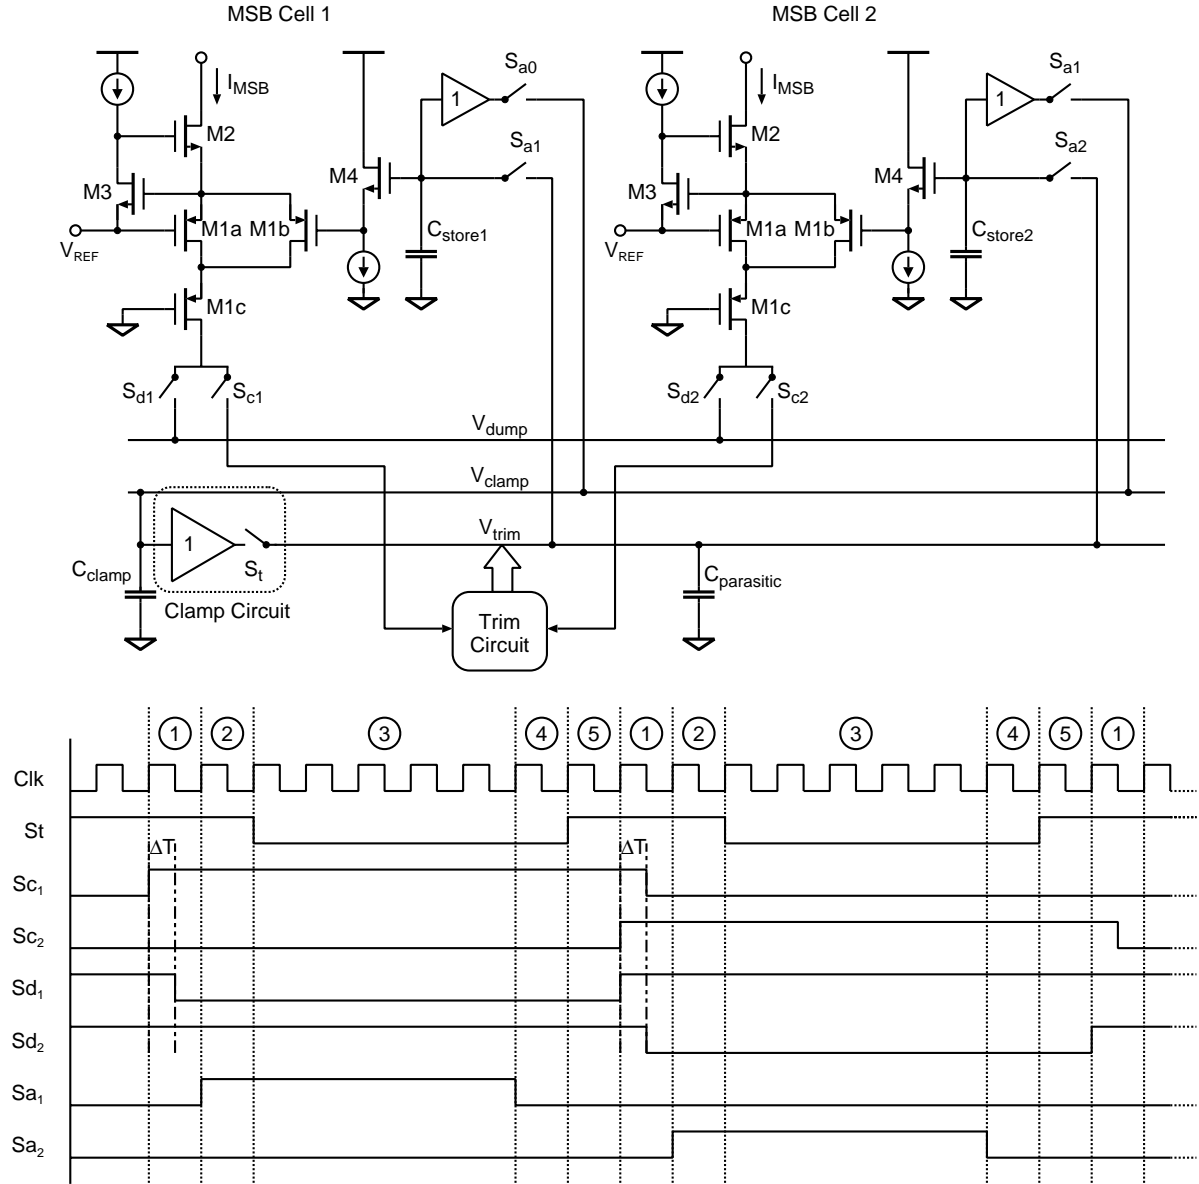 MSB Cell 1 MSB Cell 2
S_a0 S_a1
I_MSB 1 I_MSB 1
M2 S_a1 M2 S_a2
M3 M4 M3 M4
M1a M1b C_store1 M1a M1b C_store2
V_REF V_REF
M1c M1c
S_d1 S_c1 S_d2 S_c2
V_dump
V_clamp
V_trim
1
C_clamp S_t C_parasitic
Clamp Circuit
Trim
Circuit
1 2 3 4 5 1 2 3 4 5 1
Clk
St
ΔT ΔT
Sc₁
Sc₂
Sd₁
Sd₂
Sa₁
Sa₂